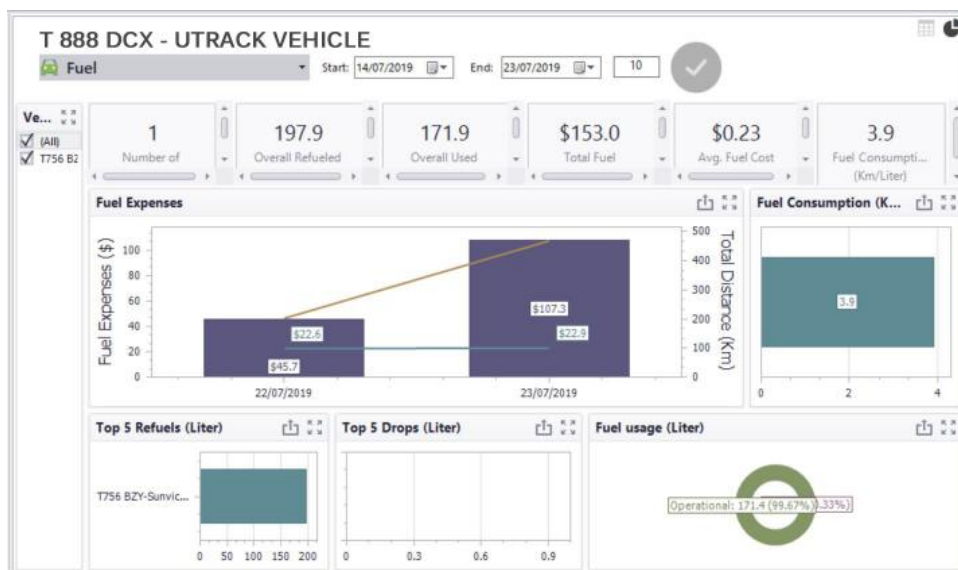 T 888 DCX - UTRACK VEHICLE
Fuel
Start: 14/07/2019
End: 23/07/2019
10
Ve...
(All)
T756 BZ
1
Number of
197.9
Overall Refueled
171.9
Overall Used
$153.0
Total Fuel
$0.23
Avg. Fuel Cost
3.9
Fuel Consumpti...
(Km/Liter)
Fuel Expenses
Fuel Expenses ($)
100
80
60
40
20
0
$22.6
$45.7
$107.3
$22.9
22/07/2019
23/07/2019
500
400
300
200
100
0
Total Distance (Km)
Fuel Consumption (K...
3.9
0 2 4
Top 5 Refuels (Liter)
T756 BZY-Sunvic...
0 50 100 150 200
Top 5 Drops (Liter)
0 0.3 0.6 0.9
Fuel usage (Liter)
Operational: 171.4 (99.67%)
.33%)